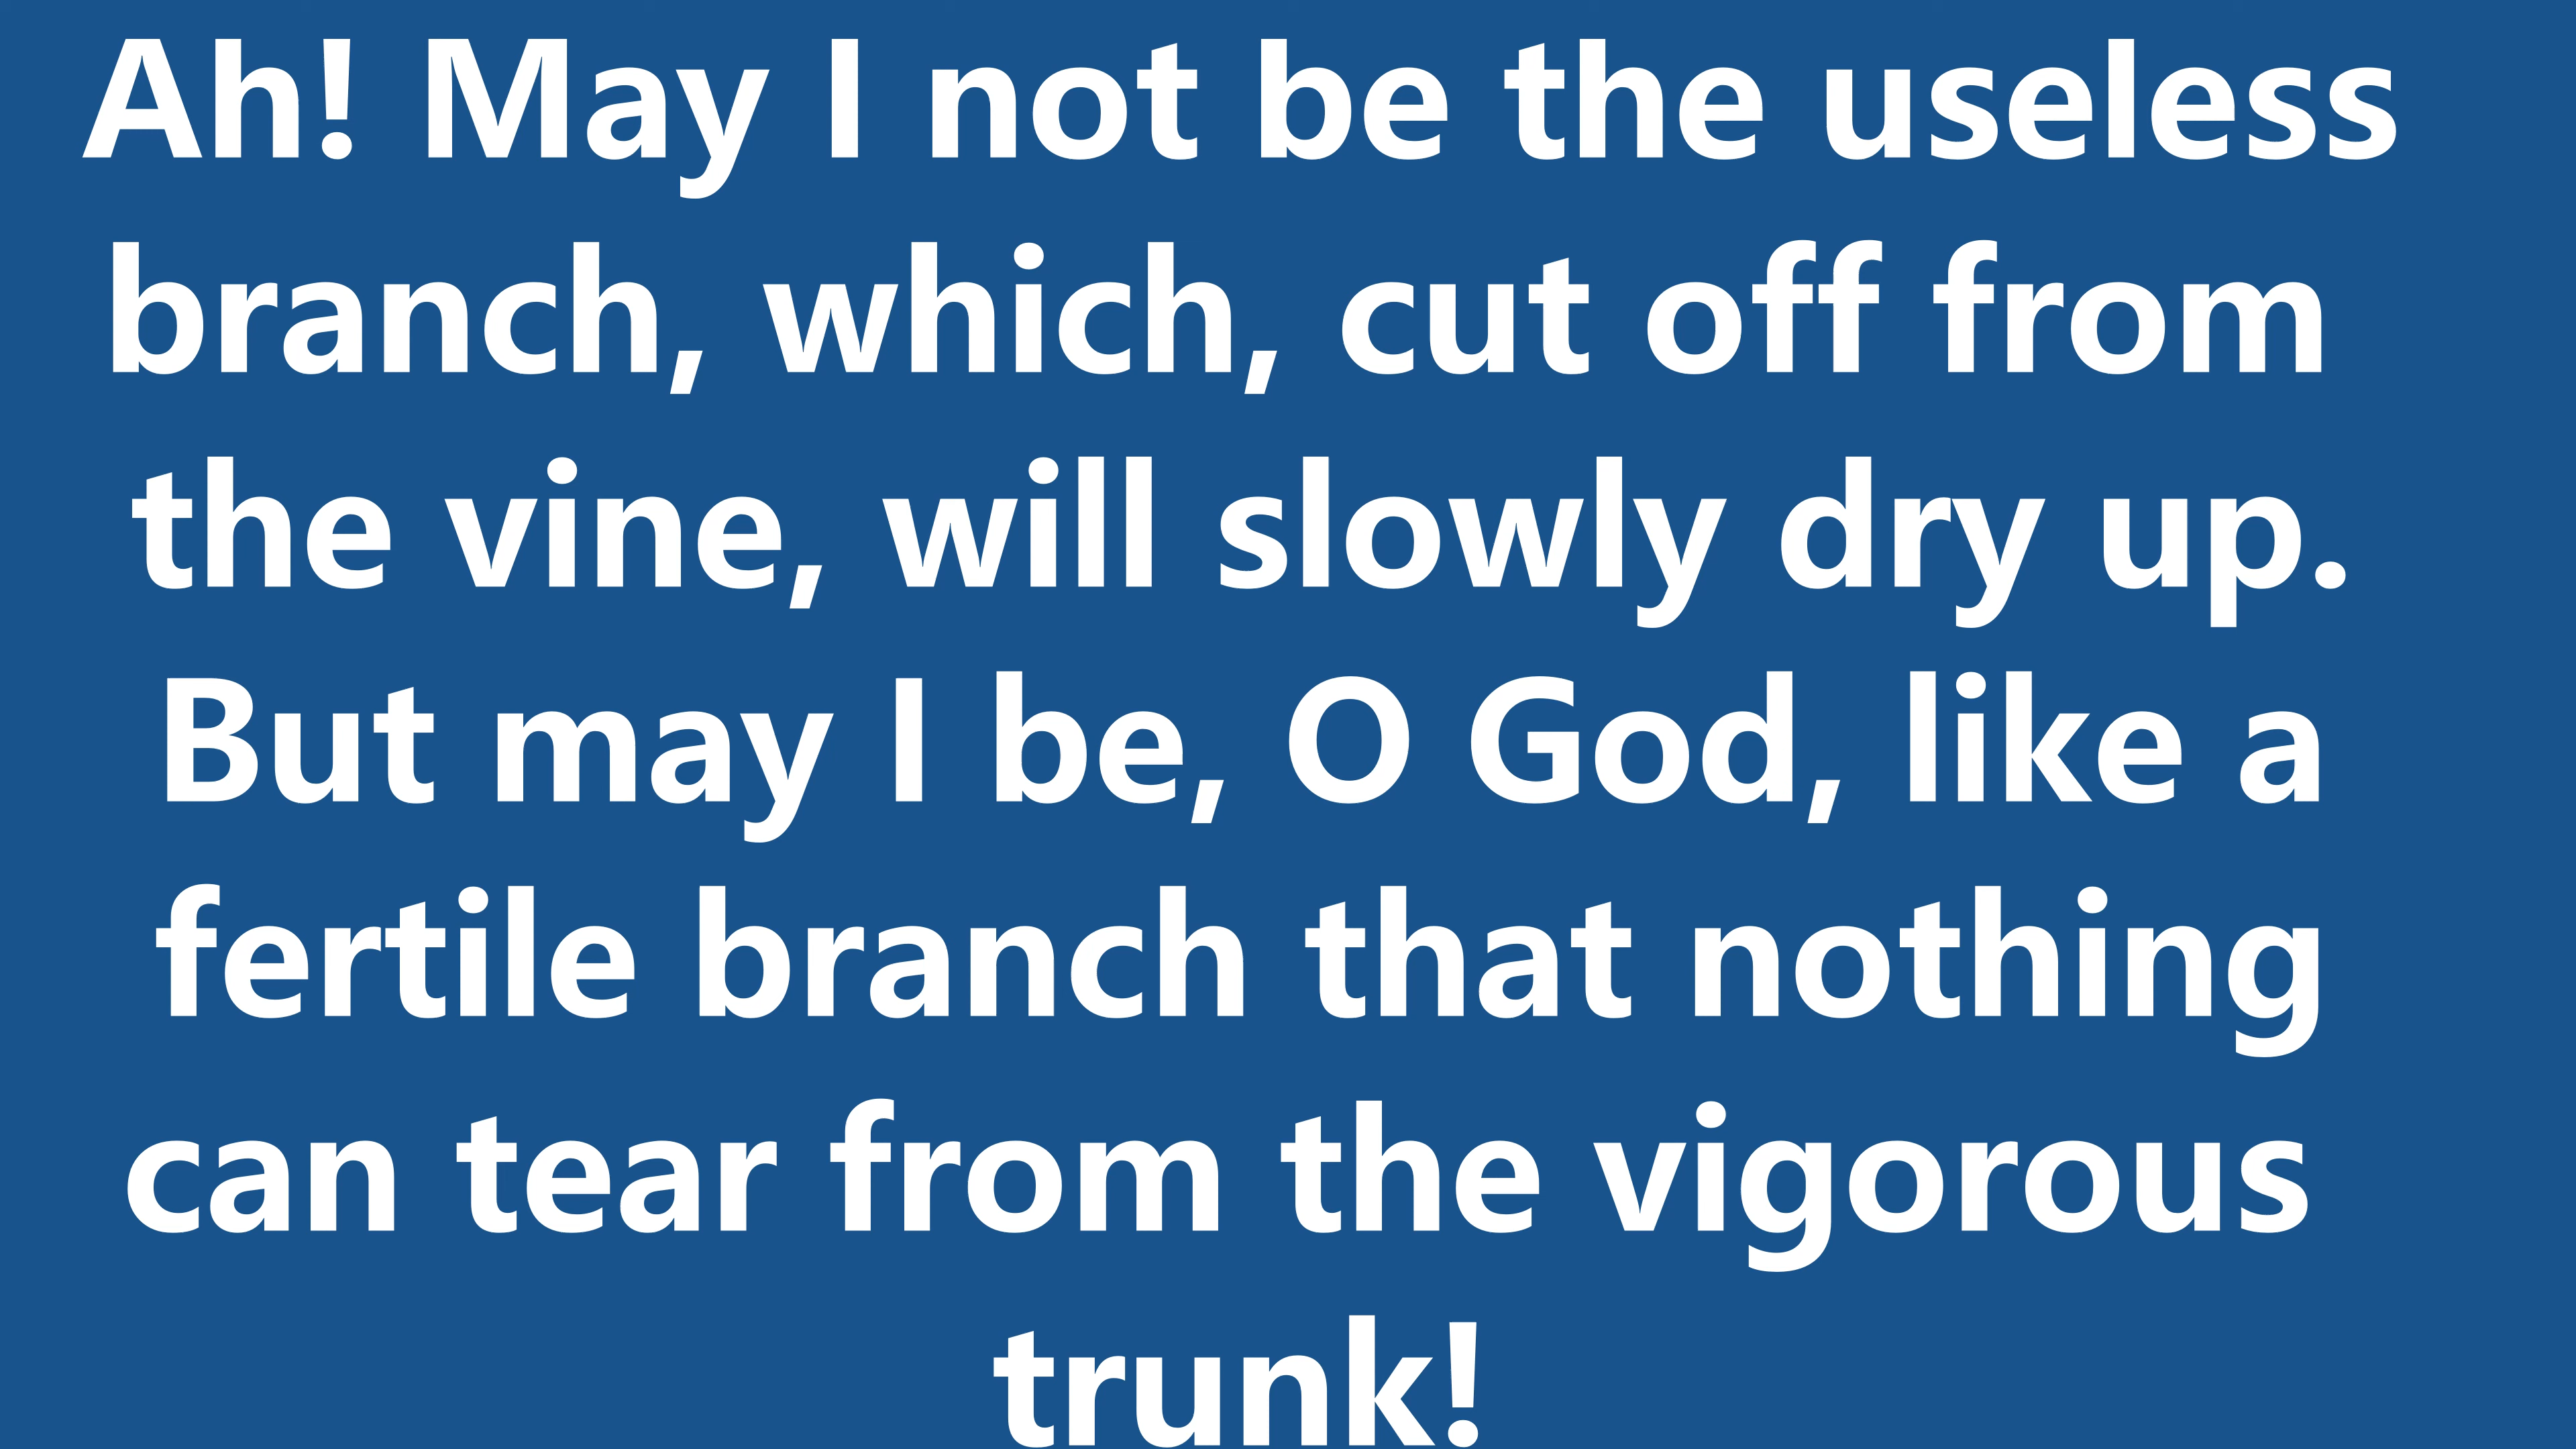 Ah! May I not be the useless
branch, which, cut off from
the vine, will slowly dry up.
But may I be, O God, like a
fertile branch that nothing
can tear from the vigorous
trunk!